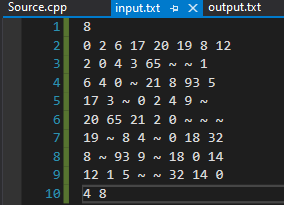 Source.cpp input.txt output.txt
1 8
2 0 2 6 17 20 19 8 12
3 2 0 4 3 65 ~ ~ 1
4 6 4 0 ~ 21 8 93 5
5 17 3 ~ 0 2 4 9 ~
6 20 65 21 2 0 ~ ~ ~
7 19 ~ 8 4 ~ 0 18 32
8 8 ~ 93 9 ~ 18 0 14
9 12 1 5 ~ ~ 32 14 0
10 4 8